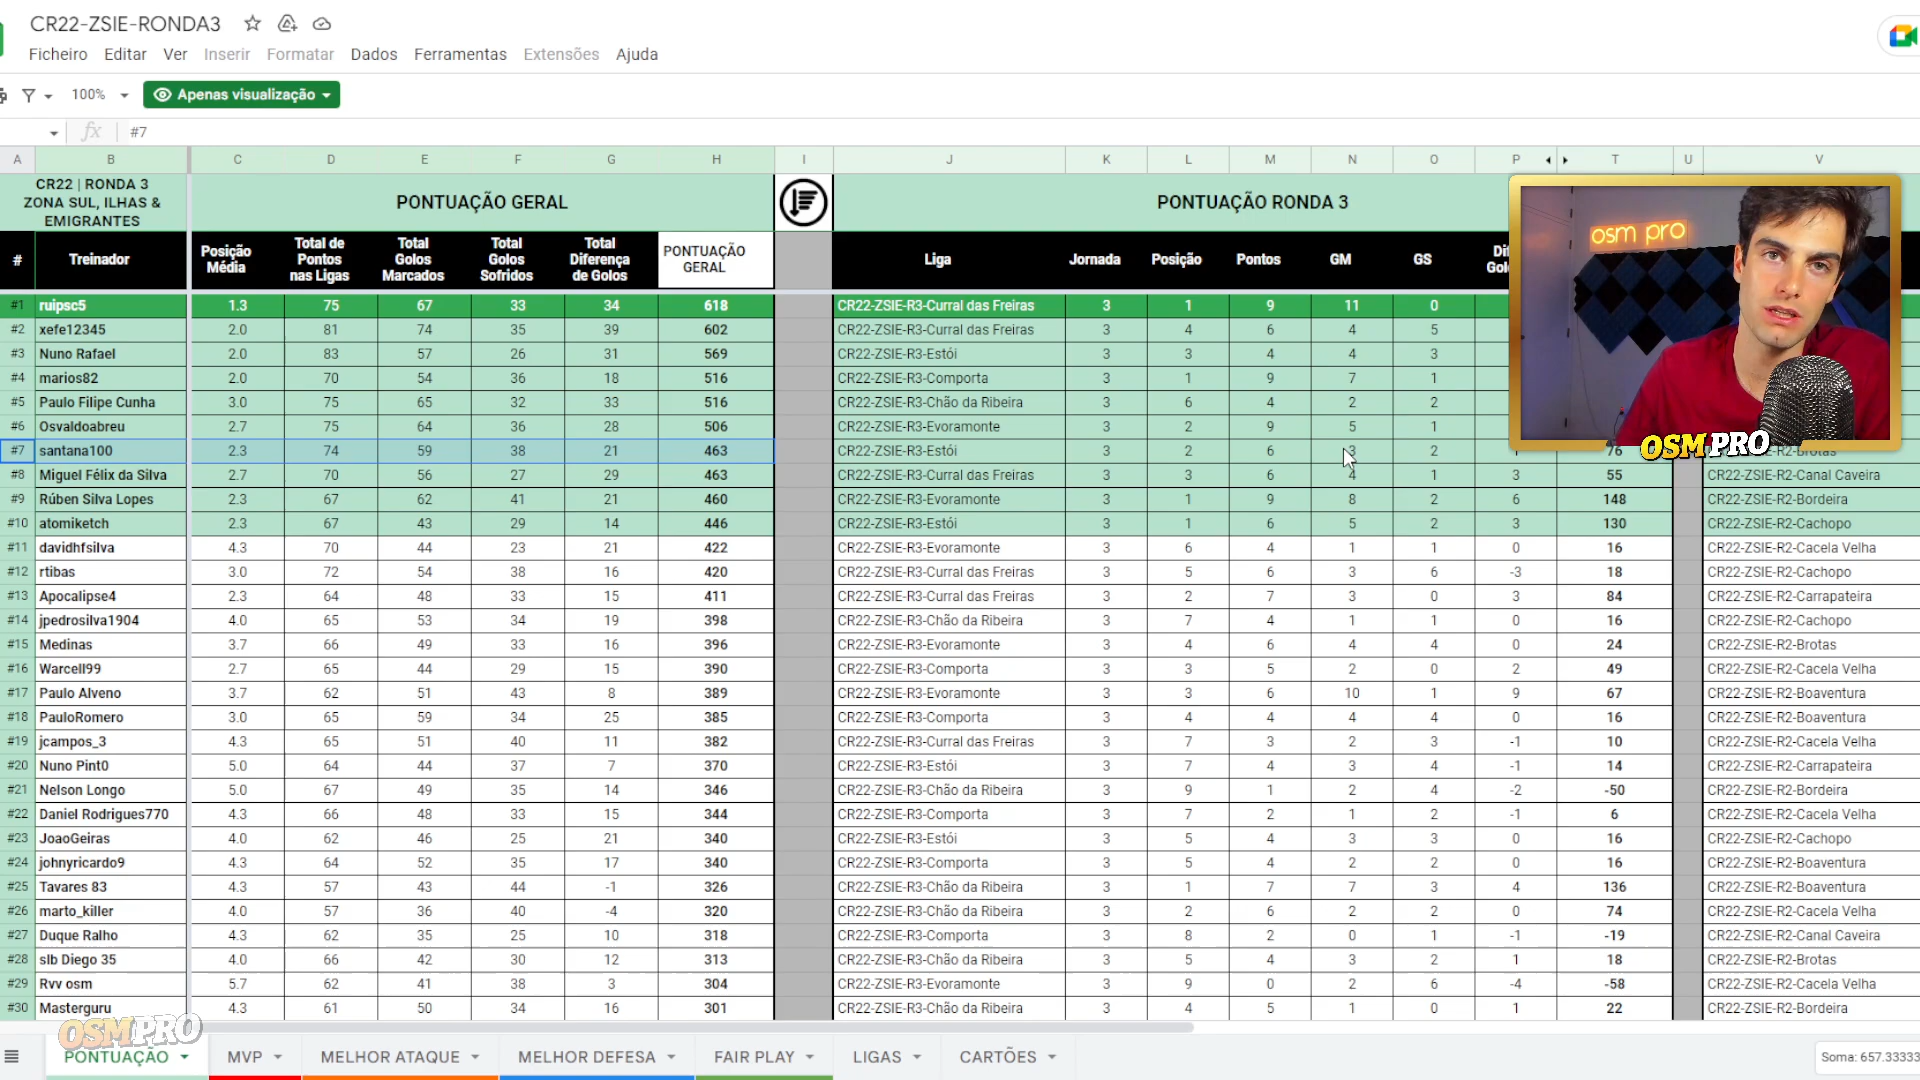 CR22-ZSIE-RONDA3
Ficheiro Editar Ver Inserir Formatar Dados Ferramentas Extensões Ajuda
100% Apenas visualização
fx #7
A B C D E F G H I J K L M N O P T U V
CR22 | RONDA 3
ZONA SUL, ILHAS &
EMIGRANTES
PONTUAÇÃO GERAL
PONTUAÇÃO RONDA 3
# Treinador Posição Média Total de Pontos nas Ligas Total Golos Marcados Total Golos Sofridos Total Diferença de Golos PONTUAÇÃO GERAL Liga Jornada Posição Pontos GM GS
#1 ruipsc5 1.3 75 67 33 34 618 CR22-ZSIE-R3-Curral das Freiras 3 1 9 11 0
#2 xefe12345 2.0 81 74 35 39 602 CR22-ZSIE-R3-Curral das Freiras 3 4 6 4 5
#3 Nuno Rafael 2.0 83 57 26 31 569 CR22-ZSIE-R3-Estói 3 3 4 4 3
#4 marios82 2.0 70 54 36 18 516 CR22-ZSIE-R3-Comporta 3 1 9 7 1
#5 Paulo Filipe Cunha 3.0 75 65 32 33 516 CR22-ZSIE-R3-Chão da Ribeira 3 6 4 2 2
#6 Osvaldoabreu 2.7 75 64 36 28 506 CR22-ZSIE-R3-Evoramonte 3 2 9 5 1
#7 santana100 2.3 74 59 38 21 463 CR22-ZSIE-R3-Estói 3 2 6 3 2 1 76
#8 Miguel Félix da Silva 2.7 70 56 27 29 463 CR22-ZSIE-R3-Curral das Freiras 3 3 6 4 1 3 55 CR22-ZSIE-R2-Canal Caveira
#9 Rúben Silva Lopes 2.3 67 62 41 21 460 CR22-ZSIE-R3-Evoramonte 3 1 9 8 2 6 148 CR22-ZSIE-R2-Bordeira
#10 atomiketch 2.3 67 43 29 14 446 CR22-ZSIE-R3-Estói 3 1 6 5 2 3 130 CR22-ZSIE-R2-Cachopo
#11 davidhfsilva 4.3 70 44 23 21 422 CR22-ZSIE-R3-Evoramonte 3 6 4 1 1 0 16 CR22-ZSIE-R2-Cacela Velha
#12 rtibas 3.0 72 54 38 16 420 CR22-ZSIE-R3-Curral das Freiras 3 5 6 3 6 -3 18 CR22-ZSIE-R2-Cachopo
#13 Apocalipse4 2.3 64 48 33 15 411 CR22-ZSIE-R3-Curral das Freiras 3 2 7 3 0 3 84 CR22-ZSIE-R2-Carrapateira
#14 jpedrosilva1904 4.0 65 53 34 19 398 CR22-ZSIE-R3-Chão da Ribeira 3 7 4 1 1 0 16 CR22-ZSIE-R2-Cachopo
#15 Medinas 3.7 66 49 33 16 396 CR22-ZSIE-R3-Evoramonte 3 4 6 4 4 0 24 CR22-ZSIE-R2-Brotas
#16 Warcell99 2.7 65 44 29 15 390 CR22-ZSIE-R3-Comporta 3 3 5 2 0 2 49 CR22-ZSIE-R2-Cacela Velha
#17 Paulo Alveno 3.7 62 51 43 8 389 CR22-ZSIE-R3-Evoramonte 3 3 6 10 1 9 67 CR22-ZSIE-R2-Boaventura
#18 PauloRomero 3.0 65 59 34 25 385 CR22-ZSIE-R3-Comporta 3 4 4 4 4 0 16 CR22-ZSIE-R2-Boaventura
#19 jcampos_3 4.3 65 51 40 11 382 CR22-ZSIE-R3-Curral das Freiras 3 7 3 2 3 -1 10 CR22-ZSIE-R2-Cacela Velha
#20 Nuno Pint0 5.0 64 44 37 7 370 CR22-ZSIE-R3-Estói 3 7 4 3 4 -1 14 CR22-ZSIE-R2-Carrapateira
#21 Nelson Longo 5.0 67 49 35 14 346 CR22-ZSIE-R3-Chão da Ribeira 3 9 1 2 4 -2 -50 CR22-ZSIE-R2-Bordeira
#22 Daniel Rodrigues770 4.3 66 48 33 15 344 CR22-ZSIE-R3-Comporta 3 7 2 1 2 -1 6 CR22-ZSIE-R2-Cacela Velha
#23 JoaoGeiras 4.0 62 46 25 21 340 CR22-ZSIE-R3-Estói 3 5 4 3 3 0 16 CR22-ZSIE-R2-Cachopo
#24 johnyricardo9 4.3 64 52 35 17 340 CR22-ZSIE-R3-Comporta 3 5 4 2 2 0 16 CR22-ZSIE-R2-Boaventura
#25 Tavares 83 4.3 57 43 44 -1 326 CR22-ZSIE-R3-Chão da Ribeira 3 1 7 7 3 4 136 CR22-ZSIE-R2-Boaventura
#26 marto_killer 4.0 57 36 40 -4 320 CR22-ZSIE-R3-Chão da Ribeira 3 2 6 2 2 0 74 CR22-ZSIE-R2-Cacela Velha
#27 Duque Ralho 4.3 62 35 25 10 318 CR22-ZSIE-R3-Comporta 3 8 2 0 1 -1 -19 CR22-ZSIE-R2-Canal Caveira
#28 slb Diego 35 4.0 66 42 30 12 313 CR22-ZSIE-R3-Chão da Ribeira 3 5 4 3 2 1 18 CR22-ZSIE-R2-Brotas
#29 Rvv osm 5.7 62 41 38 3 304 CR22-ZSIE-R3-Evoramonte 3 9 0 2 6 -4 -58 CR22-ZSIE-R2-Cacela Velha
#30 Masterguru 4.3 61 50 34 16 301 CR22-ZSIE-R3-Chão da Ribeira 3 4 5 1 0 1 22 CR22-ZSIE-R2-Bordeira
osm pro
OSM PRO
OSMPRO
PONTUAÇÃO MVP MELHOR ATAQUE MELHOR DEFESA FAIR PLAY LIGAS CARTÕES Soma: 657.33333